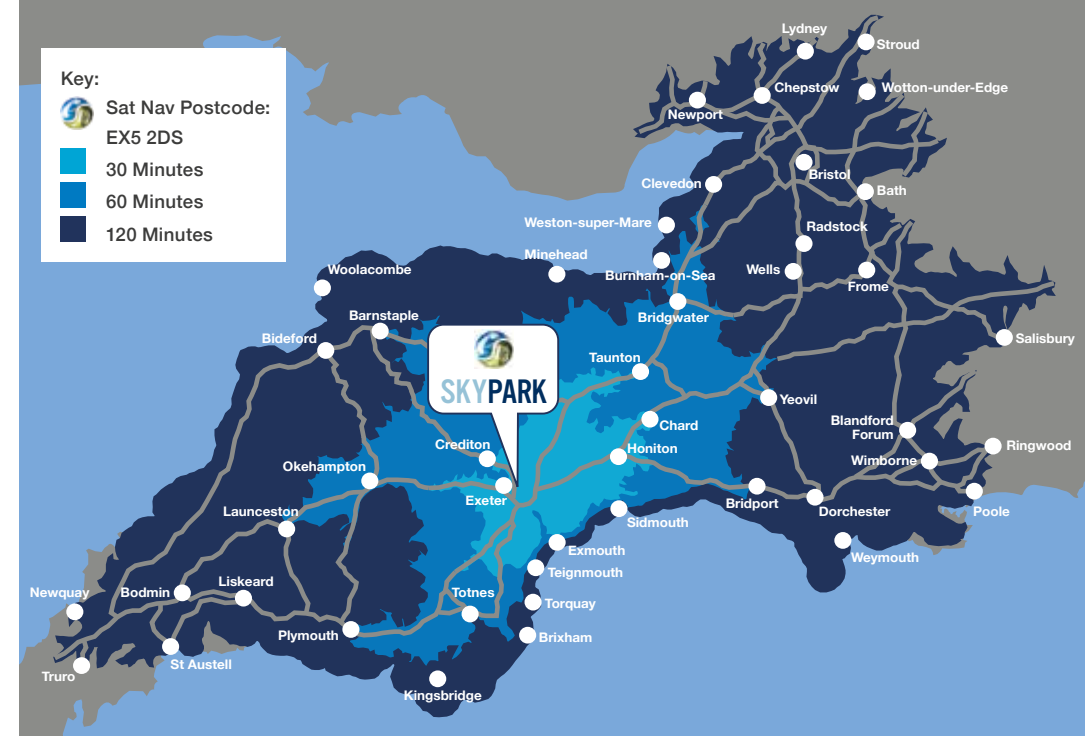 Key:
Sat Nav Postcode:
EX5 2DS
30 Minutes
60 Minutes
120 Minutes
Lydney
Stroud
Chepstow
Wotton-under-Edge
Newport
Bristol
Clevedon
Bath
Weston-super-Mare
Radstock
Minehead
Woolacombe
Burnham-on-Sea
Wells
Frome
Barnstaple
Bridgwater
Bideford
Salisbury
Taunton
SKYPARK
Yeovil
Chard
Blandford
Forum
Crediton
Honiton
Ringwood
Wimborne
Okehampton
Exeter
Bridport
Launceston
Dorchester
Poole
Sidmouth
Exmouth
Weymouth
Teignmouth
Newquay
Bodmin
Liskeard
Totnes
Torquay
Plymouth
Brixham
St Austell
Truro
Kingsbridge